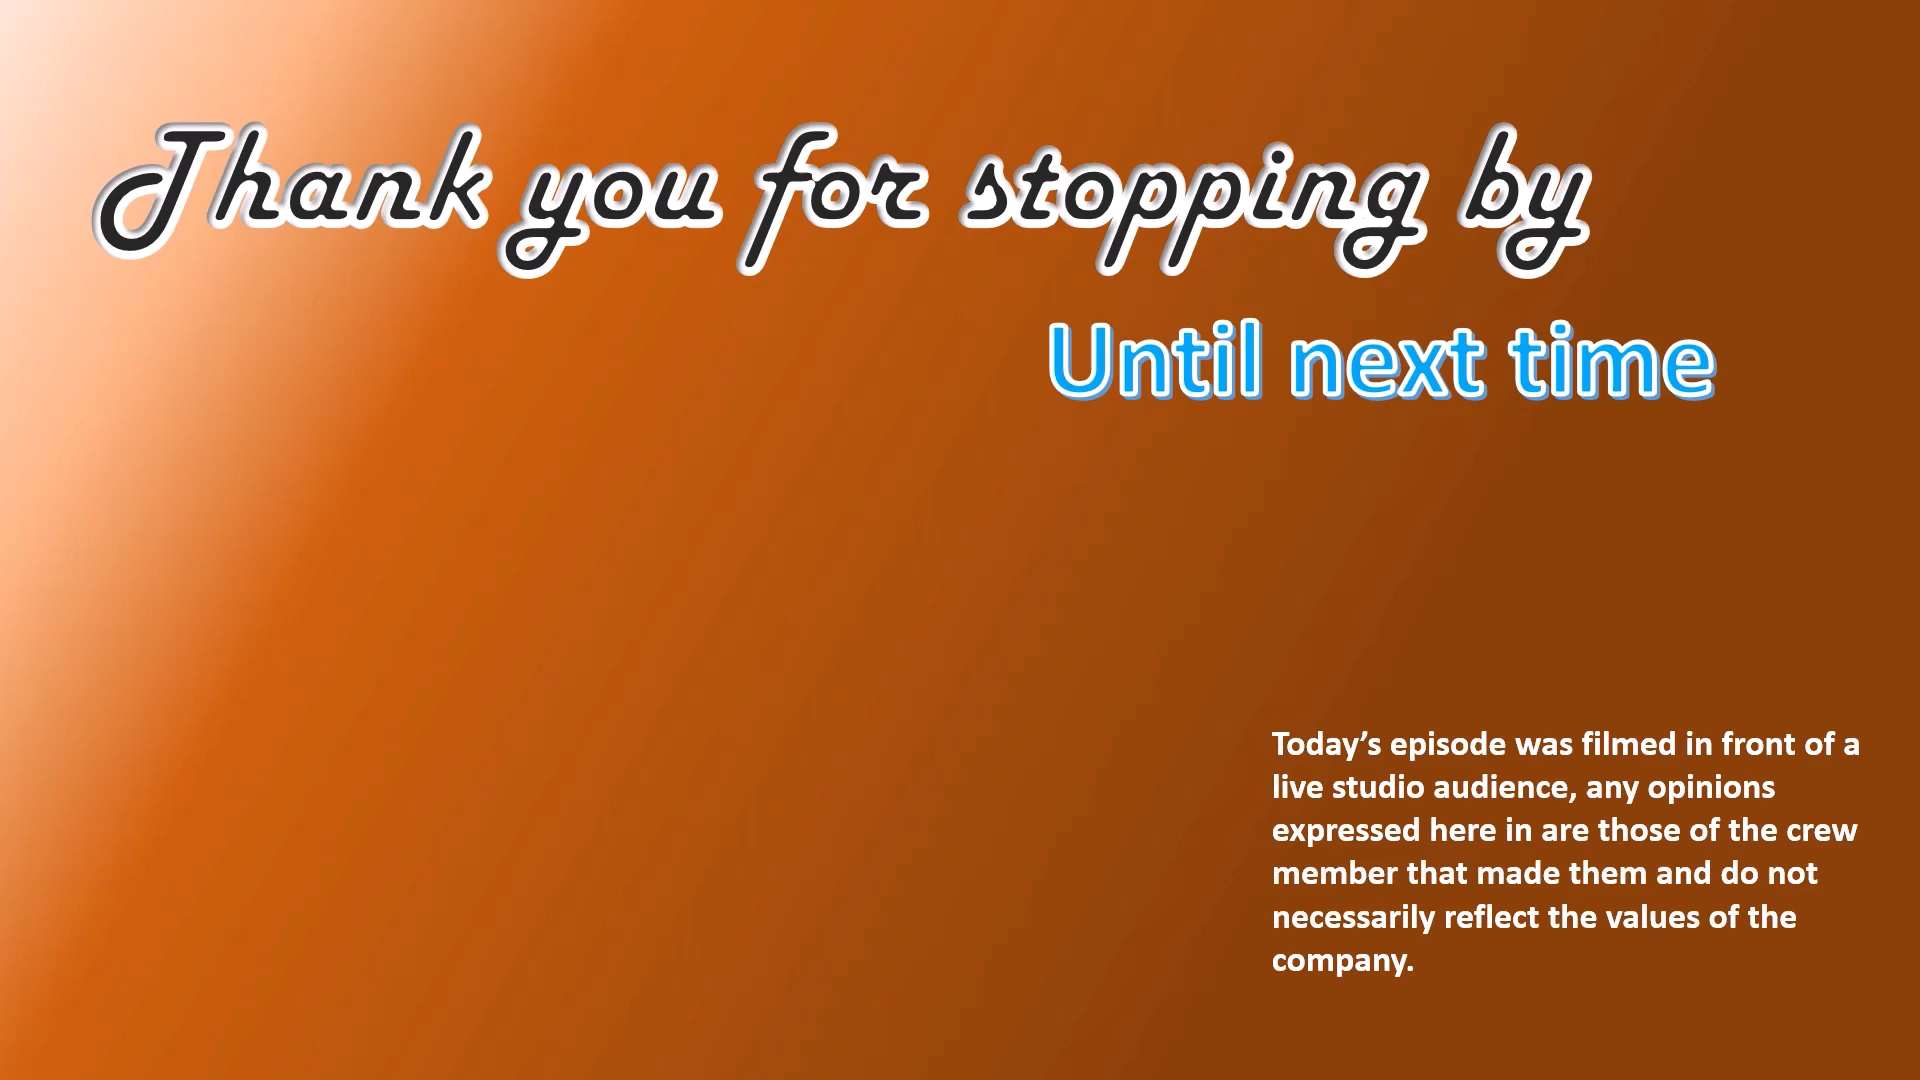 Thank you for stopping by
Until next time
Today’s episode was filmed in front of a
live studio audience, any opinions
expressed here in are those of the crew
member that made them and do not
necessarily reflect the values of the
company.